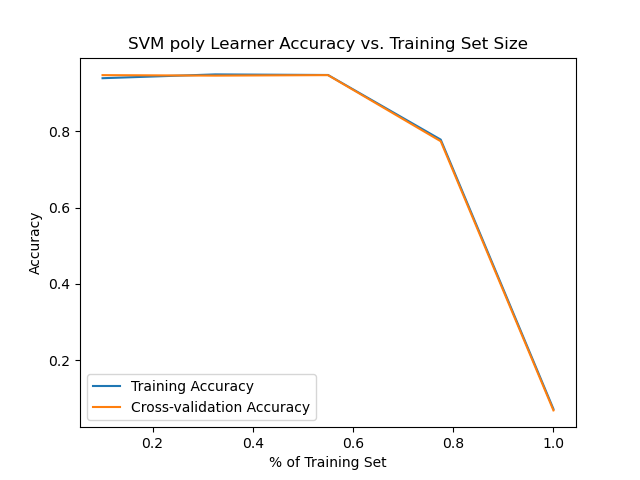 SVM poly Learner Accuracy vs. Training Set Size
Accuracy
0.8
0.6
0.4
0.2
Training Accuracy
Cross-validation Accuracy
0.2 0.4 0.6 0.8 1.0
% of Training Set